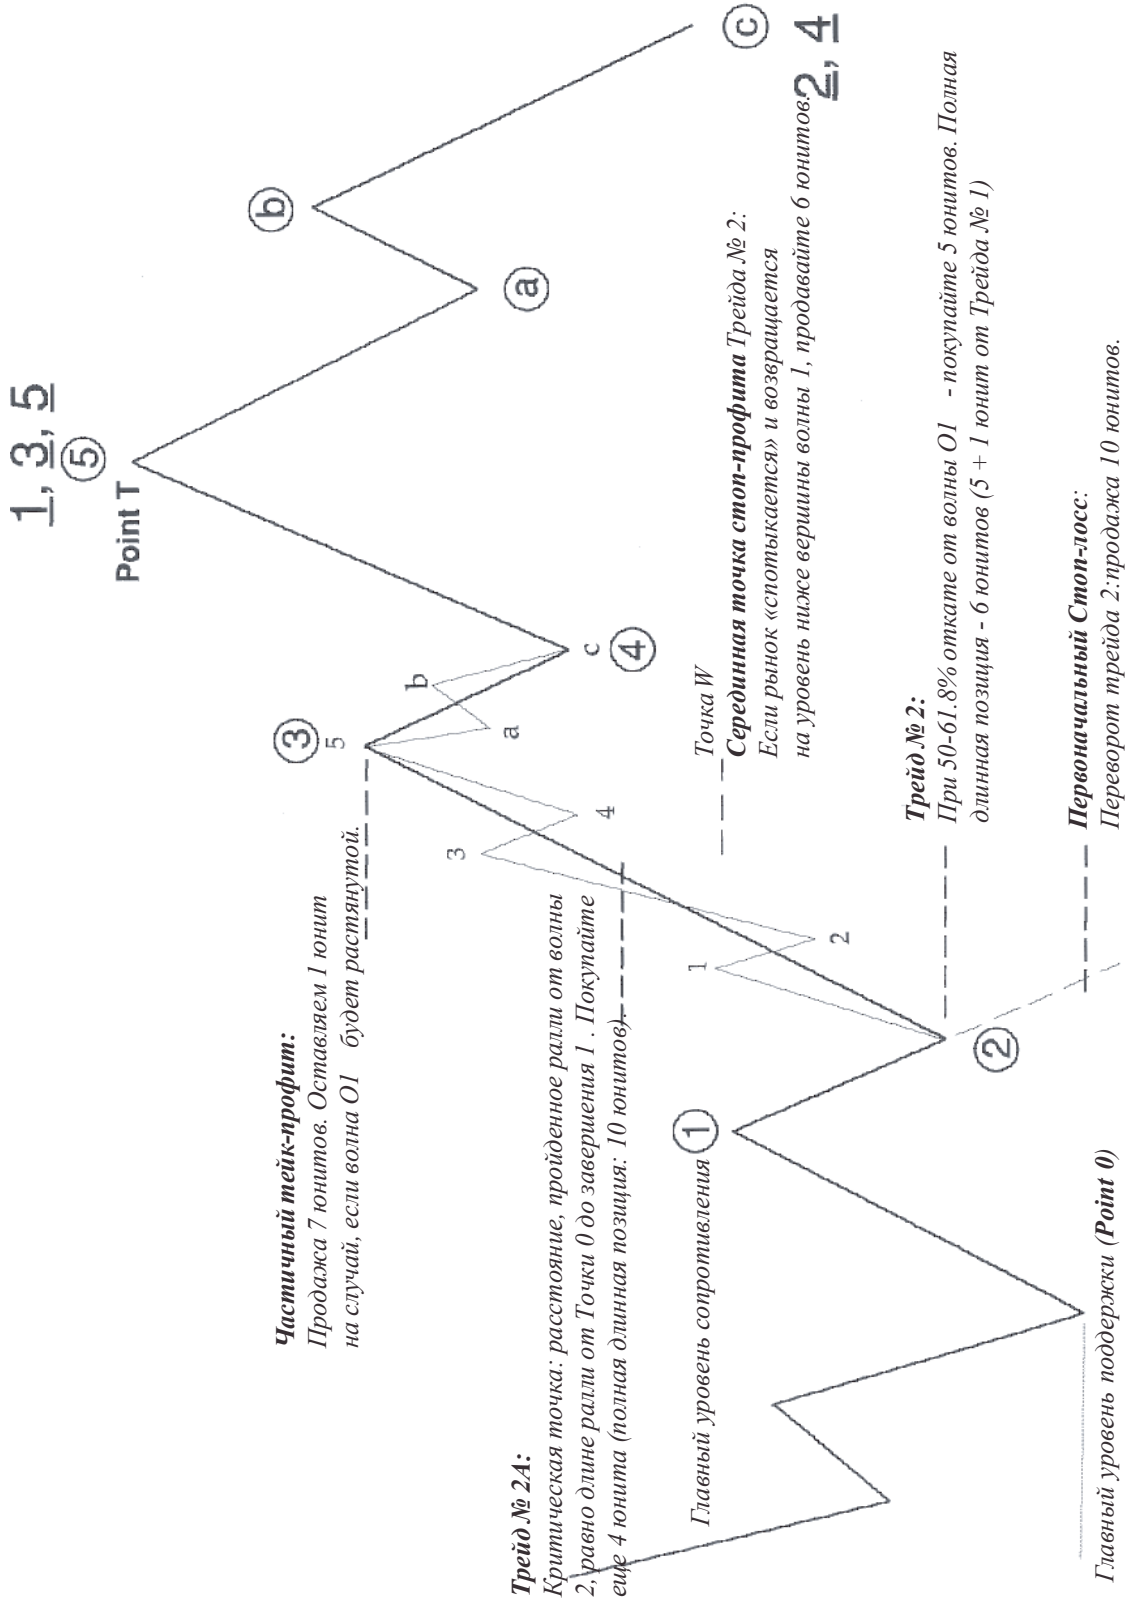 1, 3, 5
⑤
Point T
ⓑ
ⓐ
ⓒ
2, 4
③
5
b
a
c
④
3
4
1
2
①
②
Частичный тейк-профит:
Продажа 7 юнитов. Оставляем 1 юнит
на случай, если волна O1 будет растянутой.
Трейд № 2А:
Критическая точка: расстояние, пройденное ралли от волны
2, равно длине ралли от Точки 0 до завершения 1 . Покупайте
еще 4 юнита (полная длинная позиция: 10 юнитов).
Точка W
Серединная точка стоп-профита Трейда № 2:
Если рынок «спотыкается» и возвращается
на уровень ниже вершины волны 1, продавайте 6 юнитов.
Главный уровень сопротивления
Трейд № 2:
При 50-61.8% откате от волны O1 - покупайте 5 юнитов. Полная
длинная позиция - 6 юнитов (5 + 1 юнит от Трейда № 1)
Первоначальный Стоп-лосс:
Переворот трейда 2:продажа 10 юнитов.
Главный уровень поддержки (Point 0)